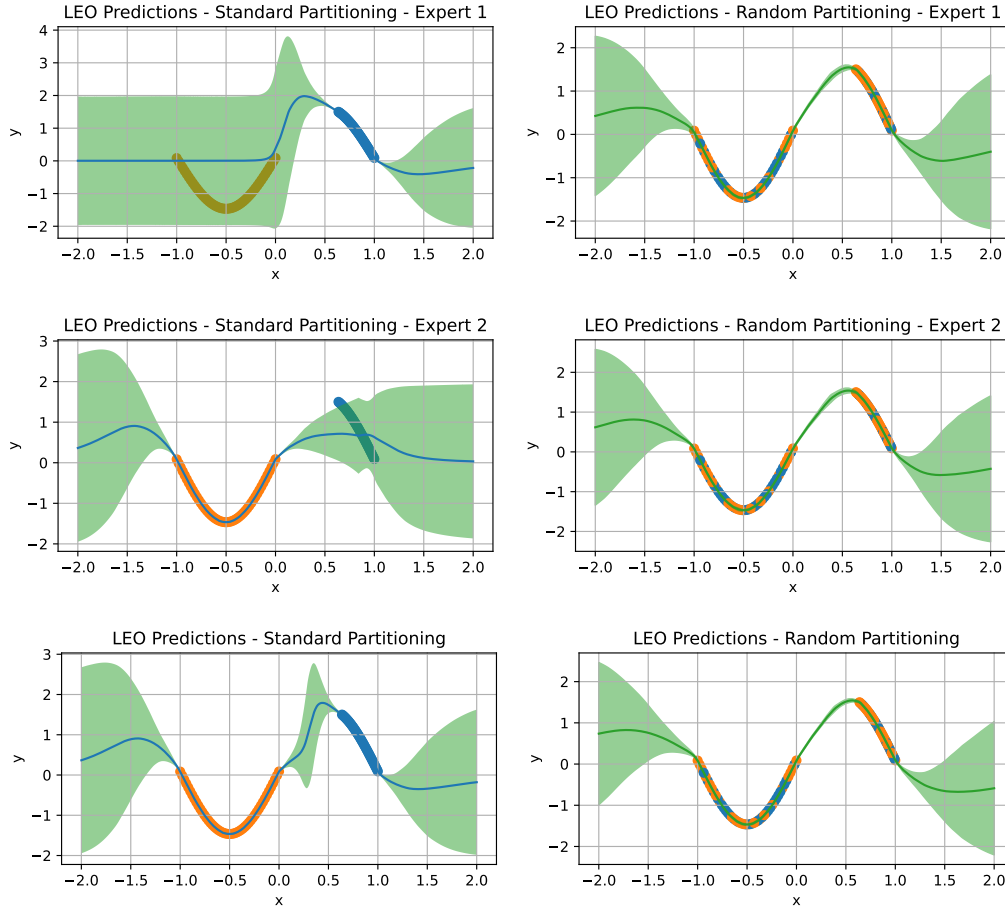 LEO Predictions - Standard Partitioning - Expert 1
4
3
2
1
0
−1
−2
y
−2.0 −1.5 −1.0 −0.5 0.0 0.5 1.0 1.5 2.0
x
LEO Predictions - Random Partitioning - Expert 1
2
1
0
−1
−2
y
−2.0 −1.5 −1.0 −0.5 0.0 0.5 1.0 1.5 2.0
x
LEO Predictions - Standard Partitioning - Expert 2
3
2
1
0
−1
−2
y
−2.0 −1.5 −1.0 −0.5 0.0 0.5 1.0 1.5 2.0
x
LEO Predictions - Random Partitioning - Expert 2
2
1
0
−1
−2
y
−2.0 −1.5 −1.0 −0.5 0.0 0.5 1.0 1.5 2.0
x
LEO Predictions - Standard Partitioning
3
2
1
0
−1
−2
y
−2.0 −1.5 −1.0 −0.5 0.0 0.5 1.0 1.5 2.0
x
LEO Predictions - Random Partitioning
2
1
0
−1
−2
y
−2.0 −1.5 −1.0 −0.5 0.0 0.5 1.0 1.5 2.0
x